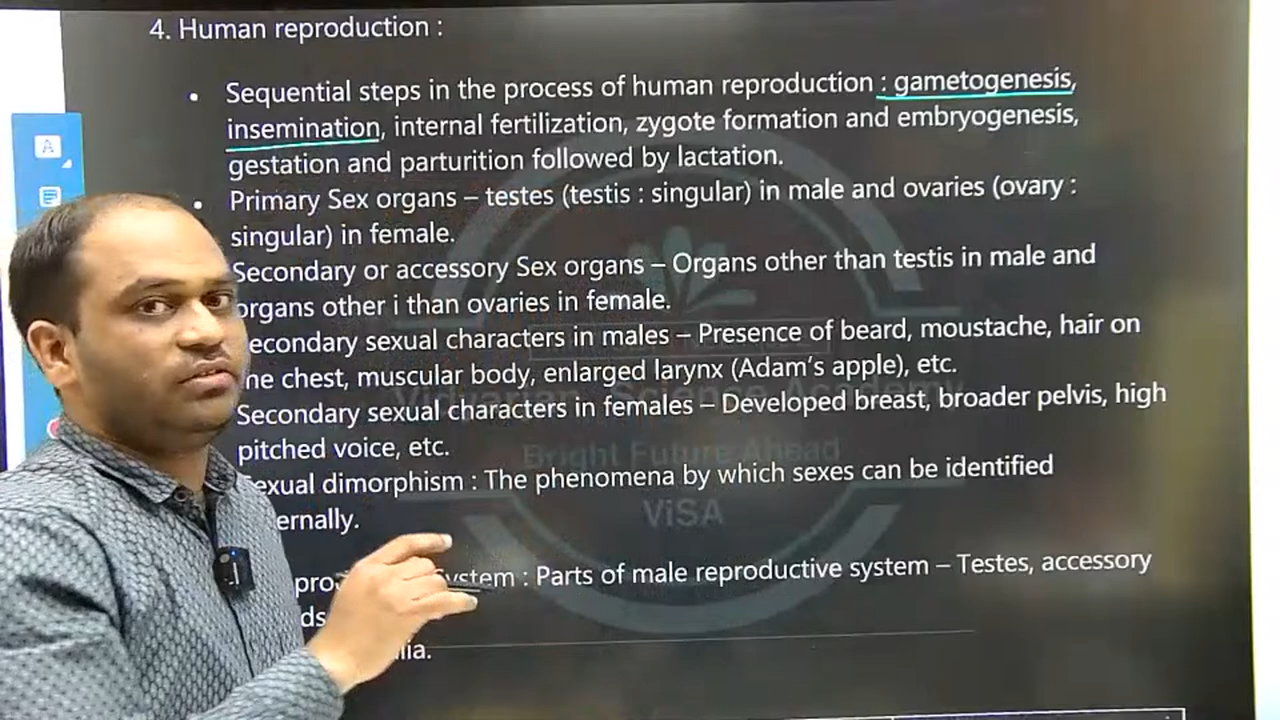 4. Human reproduction :
• Sequential steps in the process of human reproduction : gametogenesis,
insemination, internal fertilization, zygote formation and embryogenesis,
gestation and parturition followed by lactation.
• Primary Sex organs – testes (testis : singular) in male and ovaries (ovary :
singular) in female.
Secondary or accessory Sex organs – Organs other than testis in male and
organs other i than ovaries in female.
econdary sexual characters in males – Presence of beard, moustache, hair on
he chest, muscular body, enlarged larynx (Adam's apple), etc.
Secondary sexual characters in females – Developed breast, broader pelvis, high
pitched voice, etc.
exual dimorphism : The phenomena by which sexes can be identified
ernally.
system : Parts of male reproductive system – Testes, accessory
A
Science Academy
Bright Future Ahead
ViSA